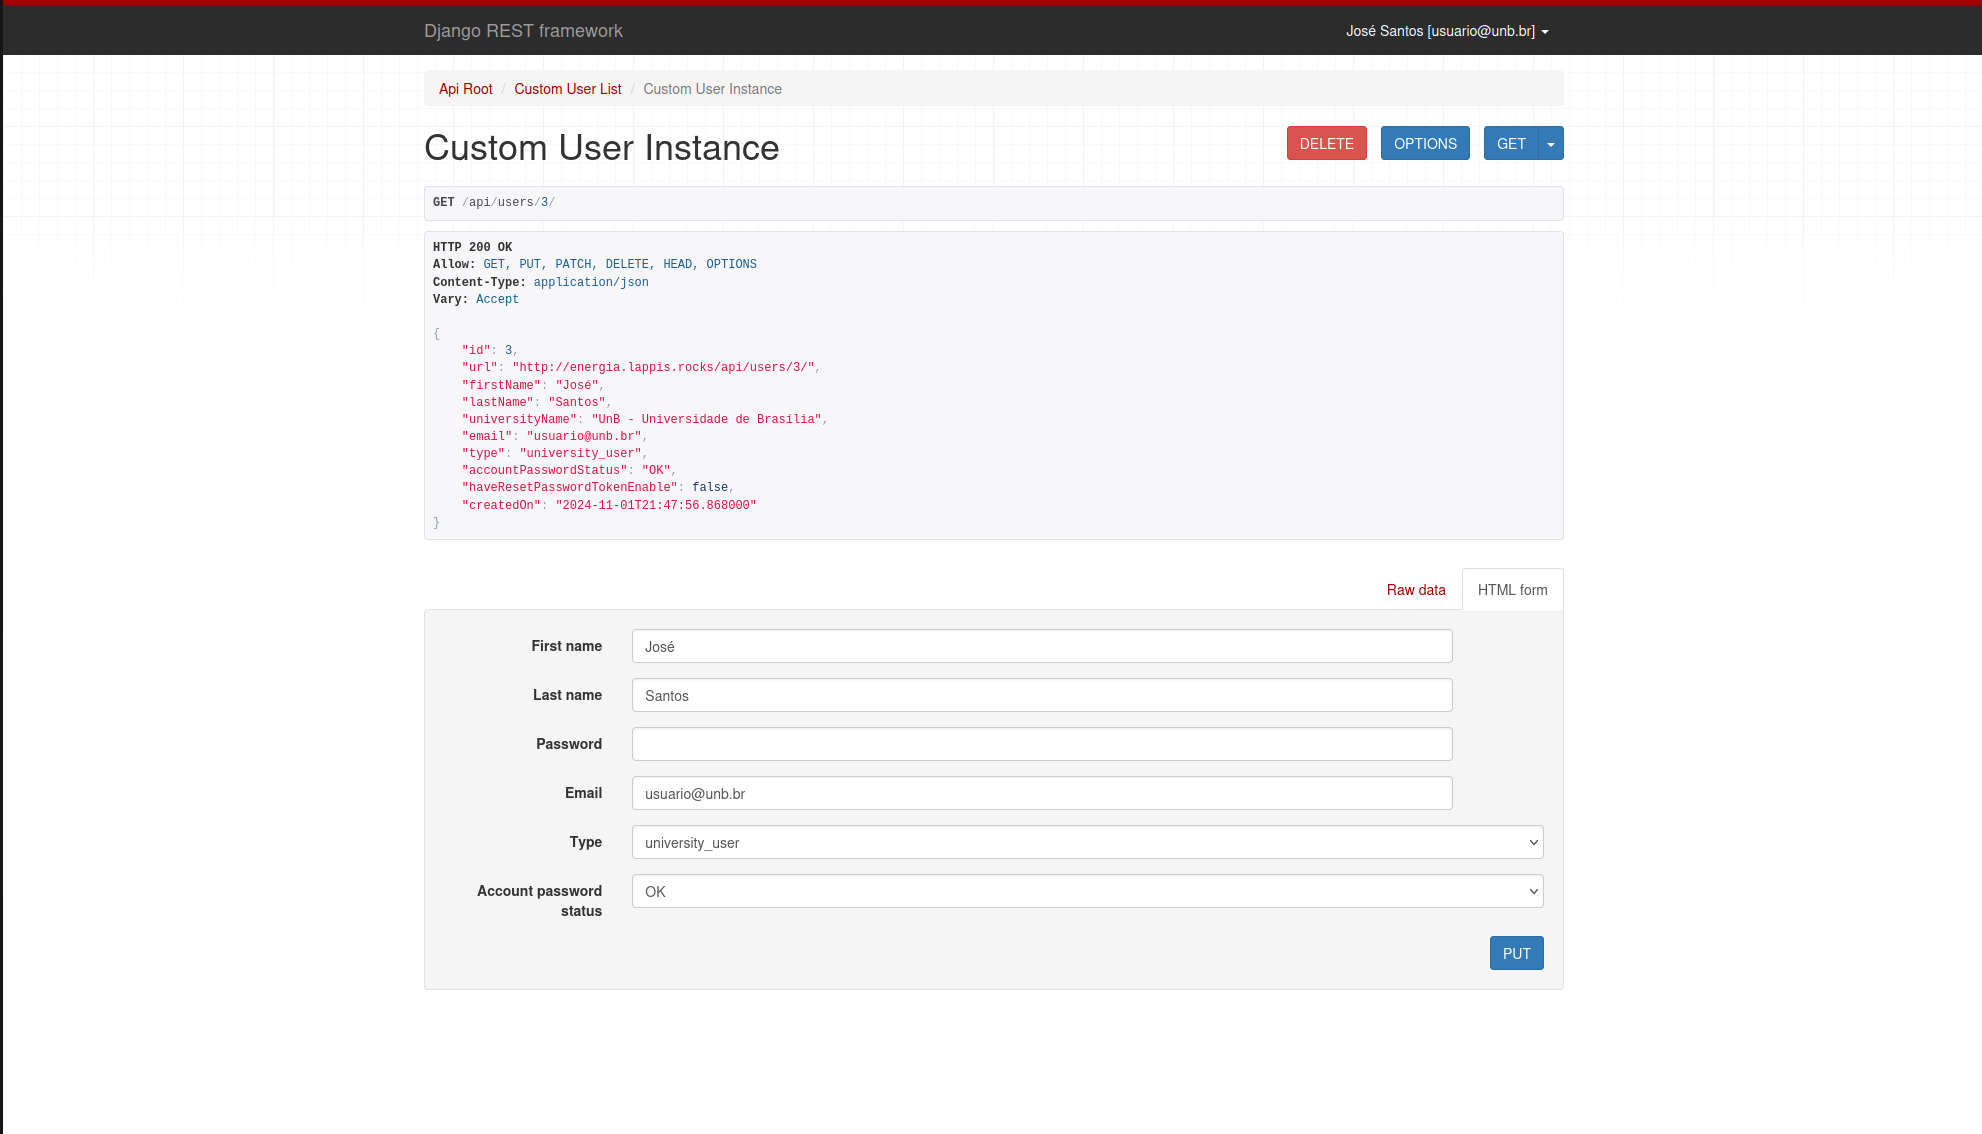 Django REST framework
José Santos [usuario@unb.br]
Api Root / Custom User List / Custom User Instance
Custom User Instance
DELETE
OPTIONS
GET
GET /api/users/3/
HTTP 200 OK
Allow: GET, PUT, PATCH, DELETE, HEAD, OPTIONS
Content-Type: application/json
Vary: Accept
{
    "id": 3,
    "url": "http://energia.lappis.rocks/api/users/3/",
    "firstName": "José",
    "lastName": "Santos",
    "universityName": "UnB - Universidade de Brasília",
    "email": "usuario@unb.br",
    "type": "university_user",
    "accountPasswordStatus": "OK",
    "haveResetPasswordTokenEnable": false,
    "createdOn": "2024-11-01T21:47:56.868000"
}
Raw data
HTML form
First name
José
Last name
Santos
Password
Email
usuario@unb.br
Type
university_user
Account password
status
OK
PUT